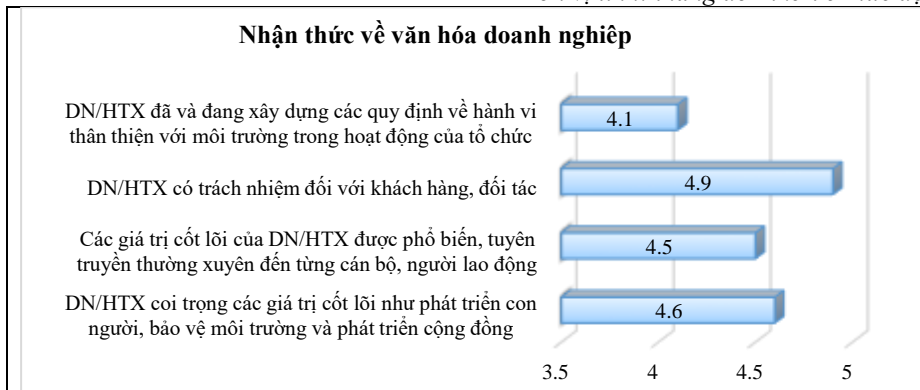 Nhận thức về văn hóa doanh nghiêp
DN/HTX đã và đang xây dựng các quy định về hành vi
thân thiện với môi trường trong hoạt động của tổ chức
4.1
DN/HTX có trách nhiệm đối với khách hàng, đối tác
4.9
Các giá trị cốt lõi của DN/HTX được phổ biến, tuyên
truyền thường xuyên đến từng cán bộ, người lao động
4.5
DN/HTX coi trọng các giá trị cốt lõi như phát triển con
người, bảo vệ môi trường và phát triển cộng đồng
4.6
3.5 4 4.5 5